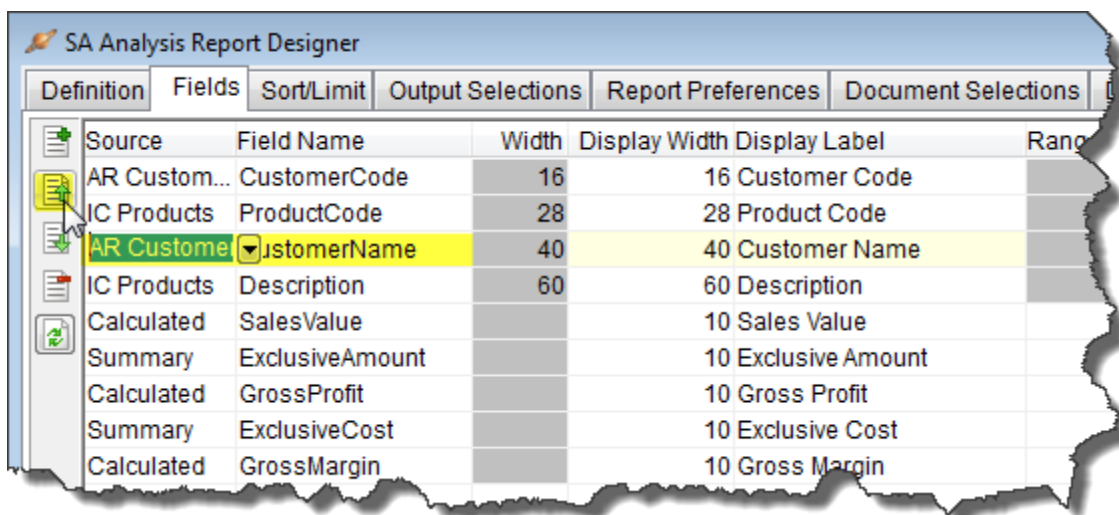 SA Analysis Report Designer
Definition Fields Sort/Limit Output Selections Report Preferences Document Selections
Source Field Name Width Display Width Display Label Rang
AR Custom... CustomerCode 16 16 Customer Code
IC Products ProductCode 28 28 Product Code
AR Customer ustomerName 40 40 Customer Name
IC Products Description 60 60 Description
Calculated SalesValue 10 Sales Value
Summary ExclusiveAmount 10 Exclusive Amount
Calculated GrossProfit 10 Gross Profit
Summary ExclusiveCost 10 Exclusive Cost
Calculated GrossMargin 10 Gross Margin